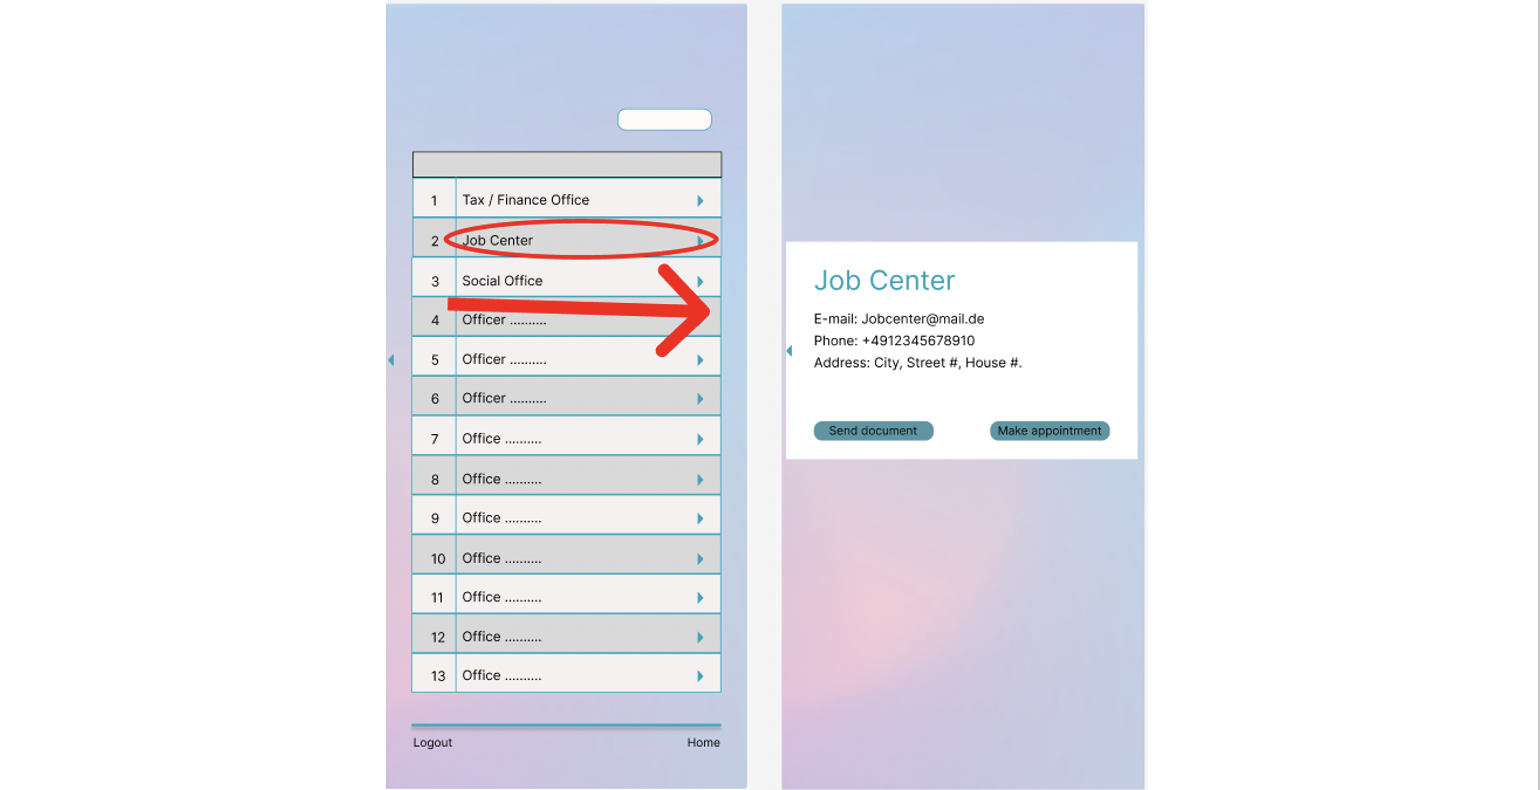 1 Tax / Finance Office
2 Job Center
3 Social Office
4 Officer ..........
5 Officer ..........
6 Officer ..........
7 Office ..........
8 Office ..........
9 Office ..........
10 Office ..........
11 Office ..........
12 Office ..........
13 Office ..........
Logout Home
Job Center
E-mail: Jobcenter@mail.de
Phone: +4912345678910
Address: City, Street #, House #.
Send document Make appointment